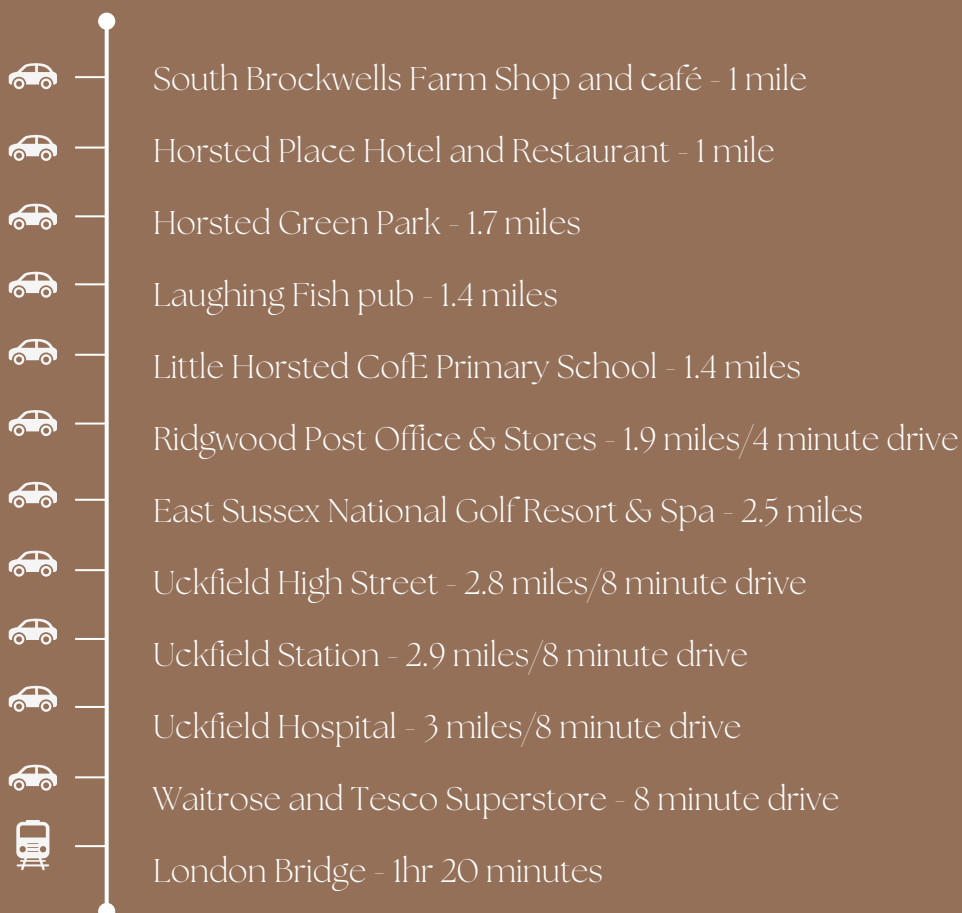 South Brockwells Farm Shop and café - 1 mile
Horsted Place Hotel and Restaurant - 1 mile
Horsted Green Park - 1.7 miles
Laughing Fish pub - 1.4 miles
Little Horsted CofE Primary School - 1.4 miles
Ridgwood Post Office & Stores - 1.9 miles/4 minute drive
East Sussex National Golf Resort & Spa - 2.5 miles
Uckfield High Street - 2.8 miles/8 minute drive
Uckfield Station - 2.9 miles/8 minute drive
Uckfield Hospital - 3 miles/8 minute drive
Waitrose and Tesco Superstore - 8 minute drive
London Bridge - 1hr 20 minutes